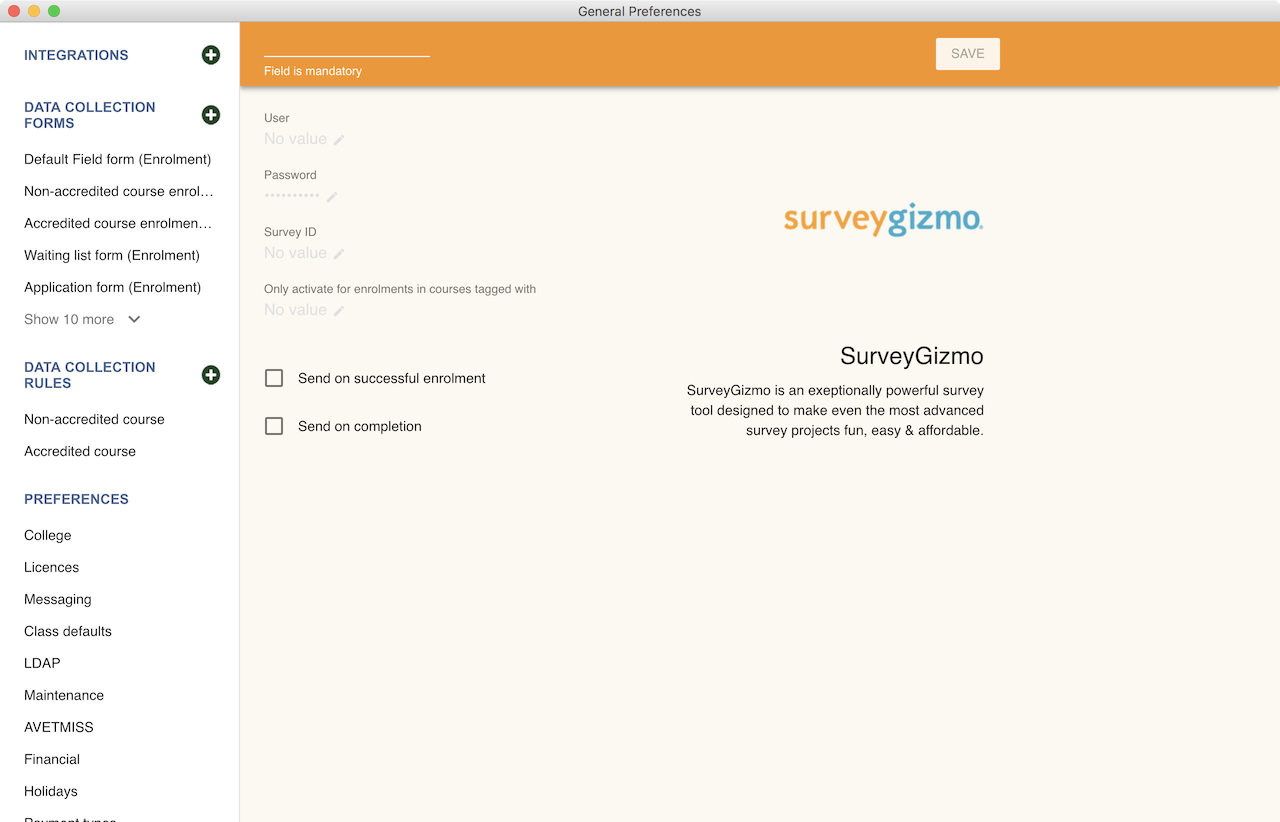 General Preferences
INTEGRATIONS
DATA COLLECTION
FORMS
Default Field form (Enrolment)
Non-accredited course enrol…
Accredited course enrolmen…
Waiting list form (Enrolment)
Application form (Enrolment)
Show 10 more
DATA COLLECTION
RULES
Non-accredited course
Accredited course
PREFERENCES
College
Licences
Messaging
Class defaults
LDAP
Maintenance
AVETMISS
Financial
Holidays
Payment types
Field is mandatory
SAVE
User
No value
Password
••••••••••
Survey ID
No value
Only activate for enrolments in courses tagged with
No value
Send on successful enrolment
Send on completion
surveygizmo®
SurveyGizmo
SurveyGizmo is an exeptionally powerful survey
tool designed to make even the most advanced
survey projects fun, easy & affordable.